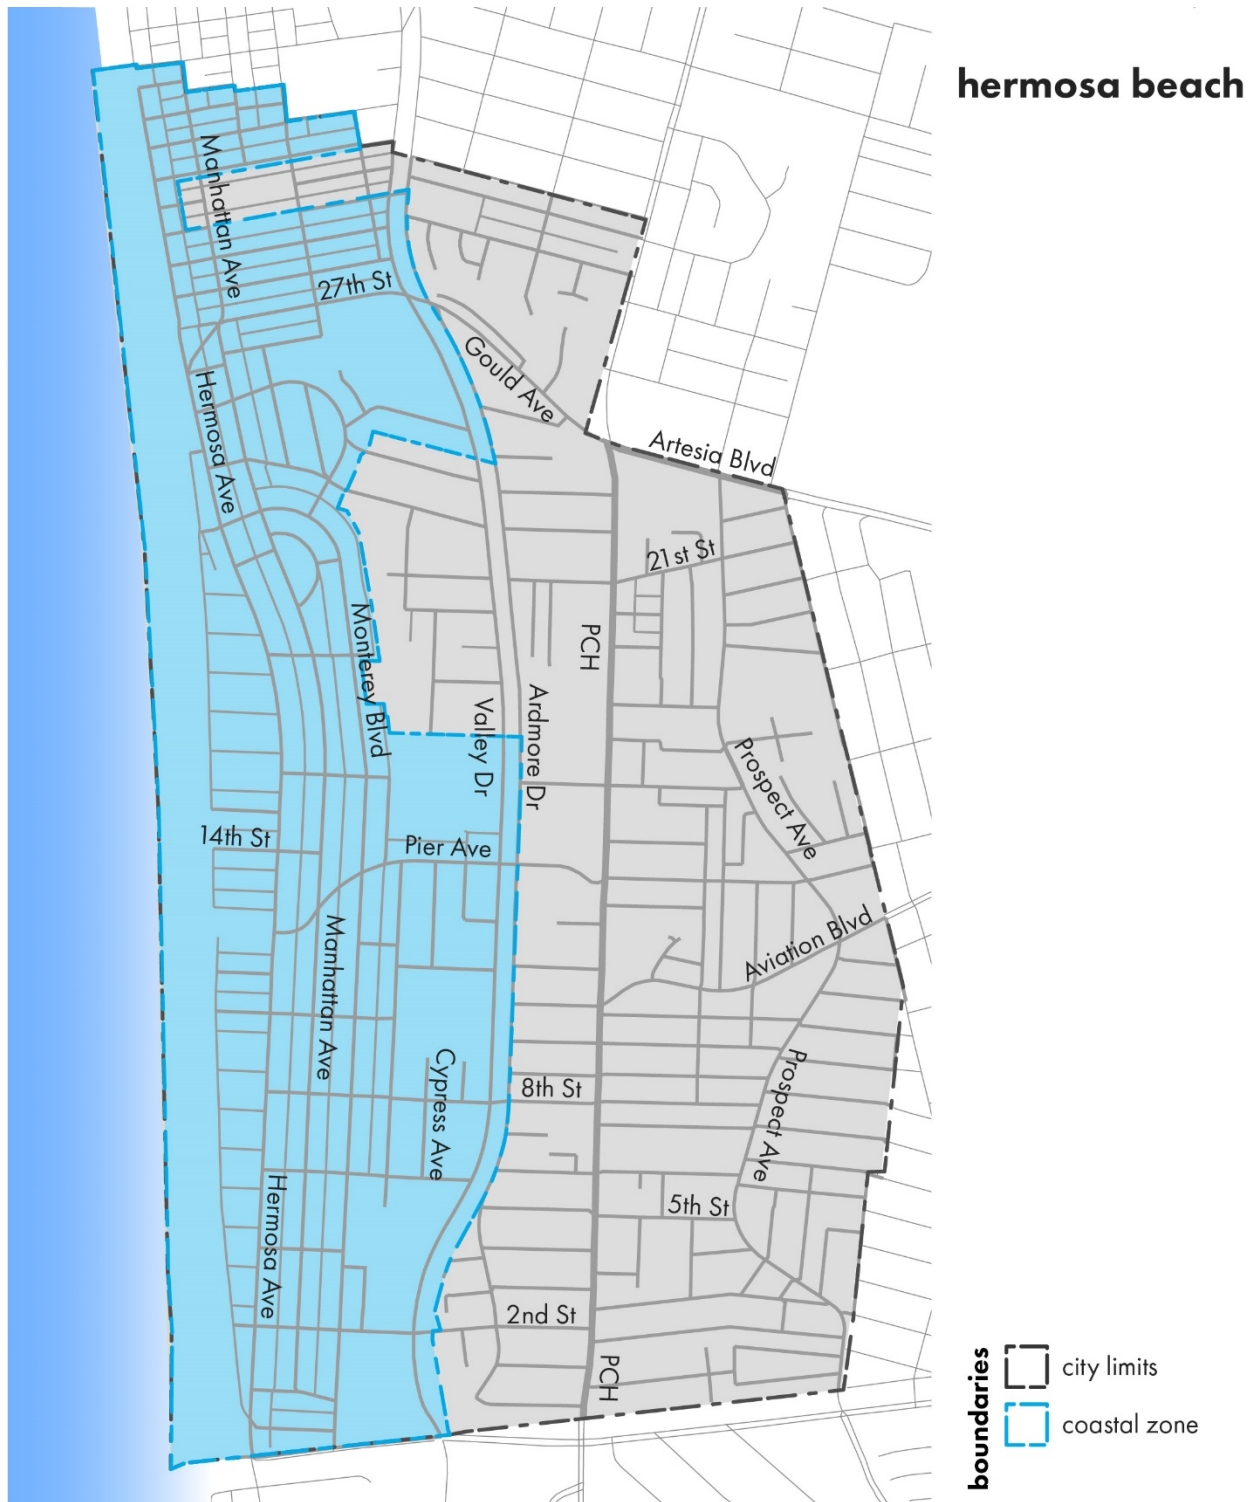 hermosa beach
Manhattan Ave
27th St
Gould Ave
Hermosa Ave
Artesia Blvd
21st St
Monterey Blvd
PCH
Valley Dr
Ardmore Dr
Prospect Ave
14th St
Pier Ave
Manhattan Ave
Aviation Blvd
Cypress Ave
8th St
Prospect Ave
Hermosa Ave
5th St
2nd St
PCH
boundaries
city limits
coastal zone